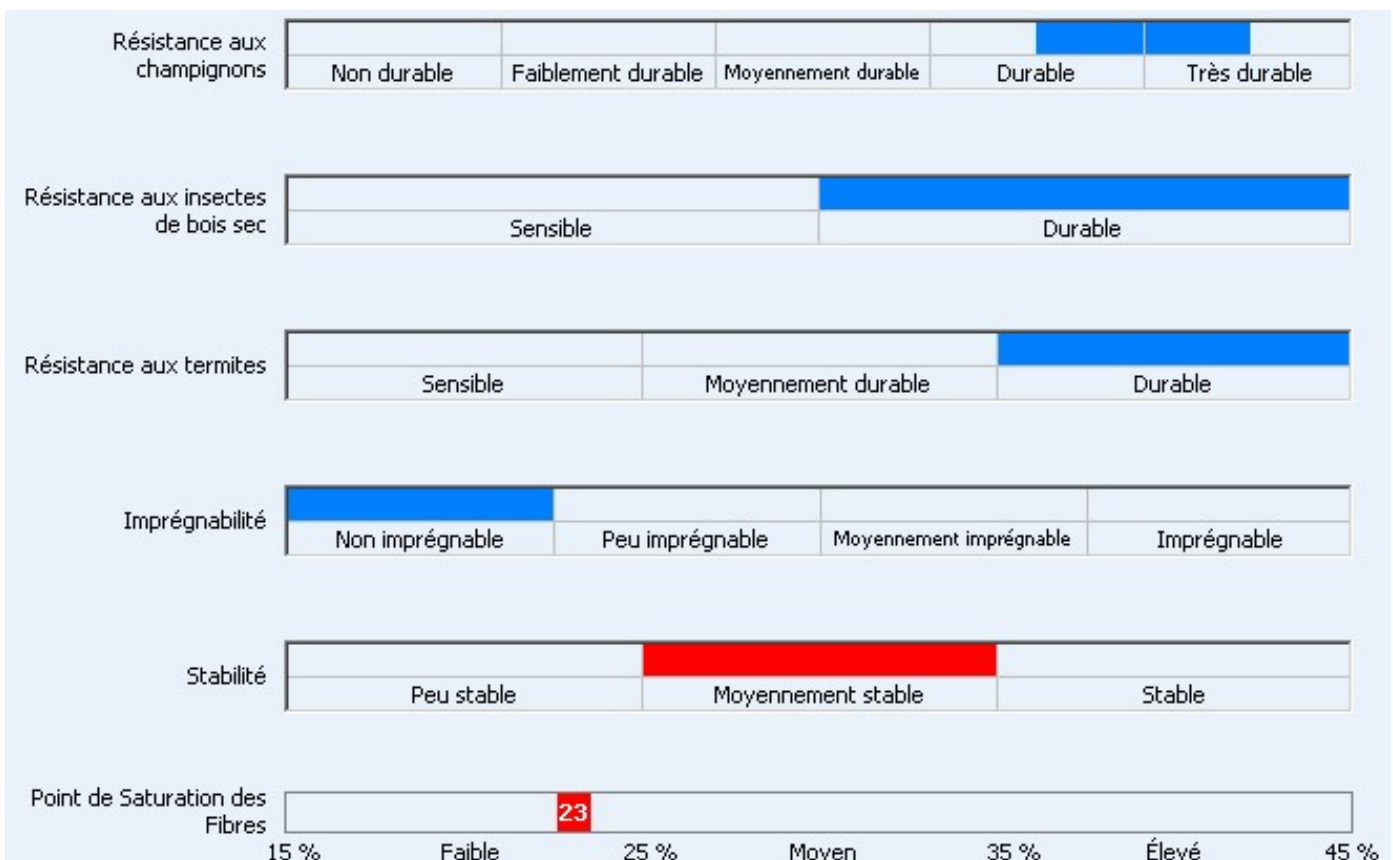 Résistance aux
champignons
Non durable Faiblement durable Moyennement durable Durable Très durable
Résistance aux insectes
de bois sec
Sensible Durable
Résistance aux termites
Sensible Moyennement durable Durable
Imprégnabilité
Non imprégnable Peu imprégnable Moyennement imprégnable Imprégnable
Stabilité
Peu stable Moyennement stable Stable
Point de Saturation des
Fibres
23
15 % Faible 25 % Moyen 35 % Élevé 45 %